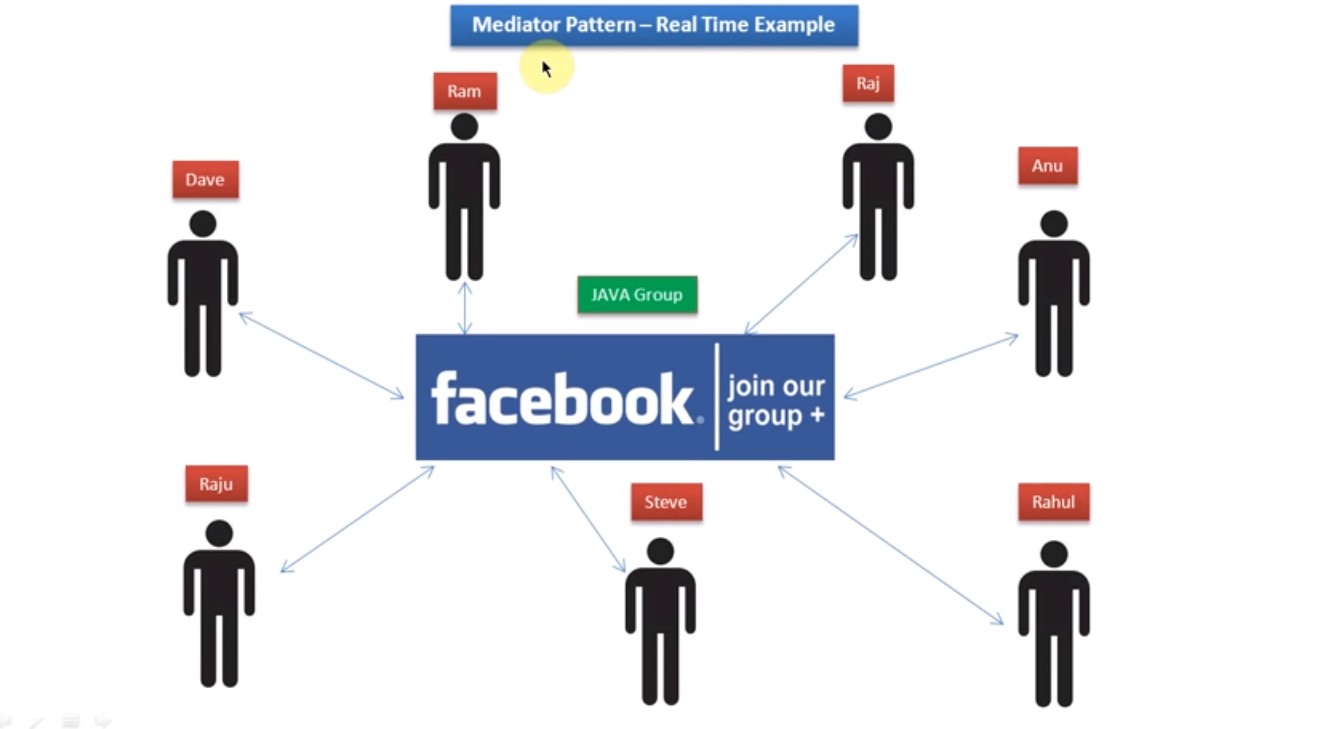 Mediator Pattern – Real Time Example
Ram
Raj
Dave
Anu
JAVA Group
facebook®
join our
group +
Raju
Steve
Rahul